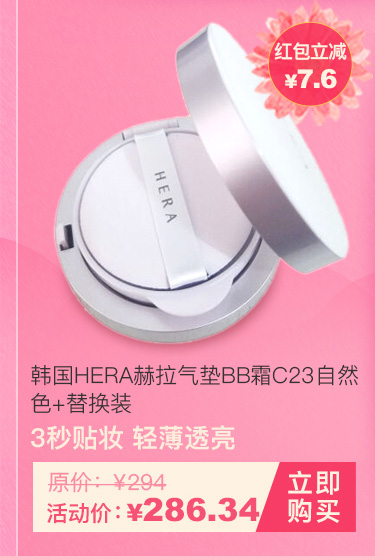 红包立减
¥7.6
HERA
韩国HERA赫拉气垫BB霜C23自然
色+替换装
3秒贴妆 轻薄透亮
原价：¥294
活动价：¥286.34
立即
购买